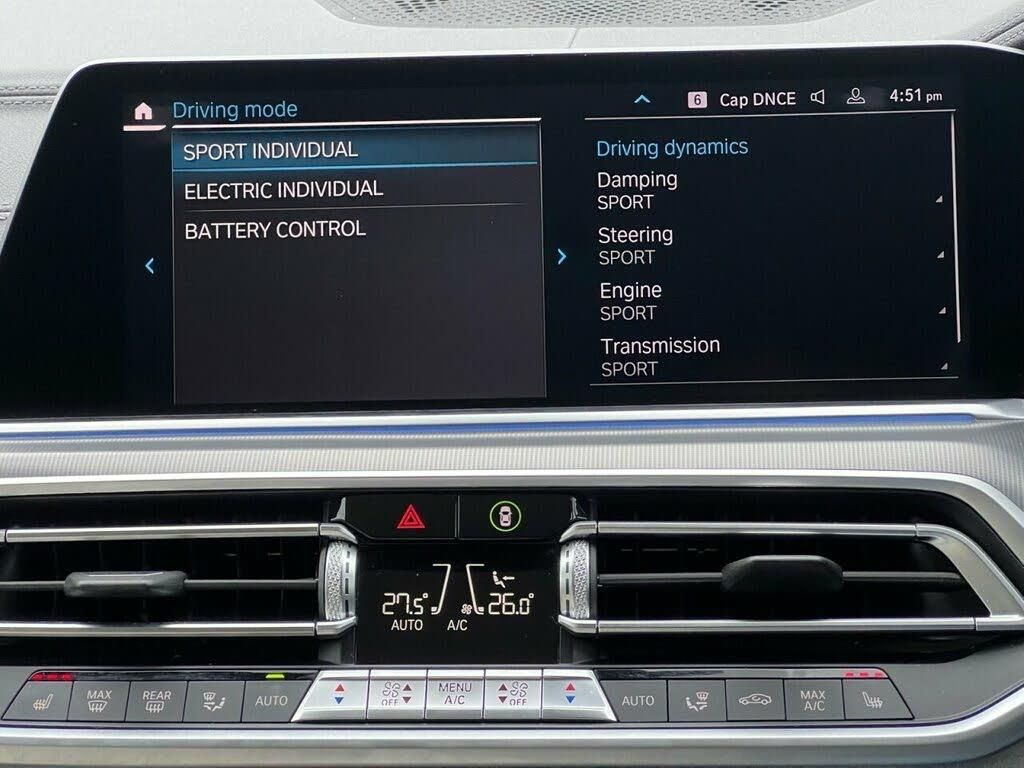 Driving mode
6 Cap DNCE 4:51 pm
SPORT INDIVIDUAL
ELECTRIC INDIVIDUAL
BATTERY CONTROL
Driving dynamics
Damping
SPORT
Steering
SPORT
Engine
SPORT
Transmission
SPORT
27.5° 26.0°
AUTO A/C
MAX
REAR
AUTO
OFF
MENU
A/C
OFF
AUTO
MAX
A/C